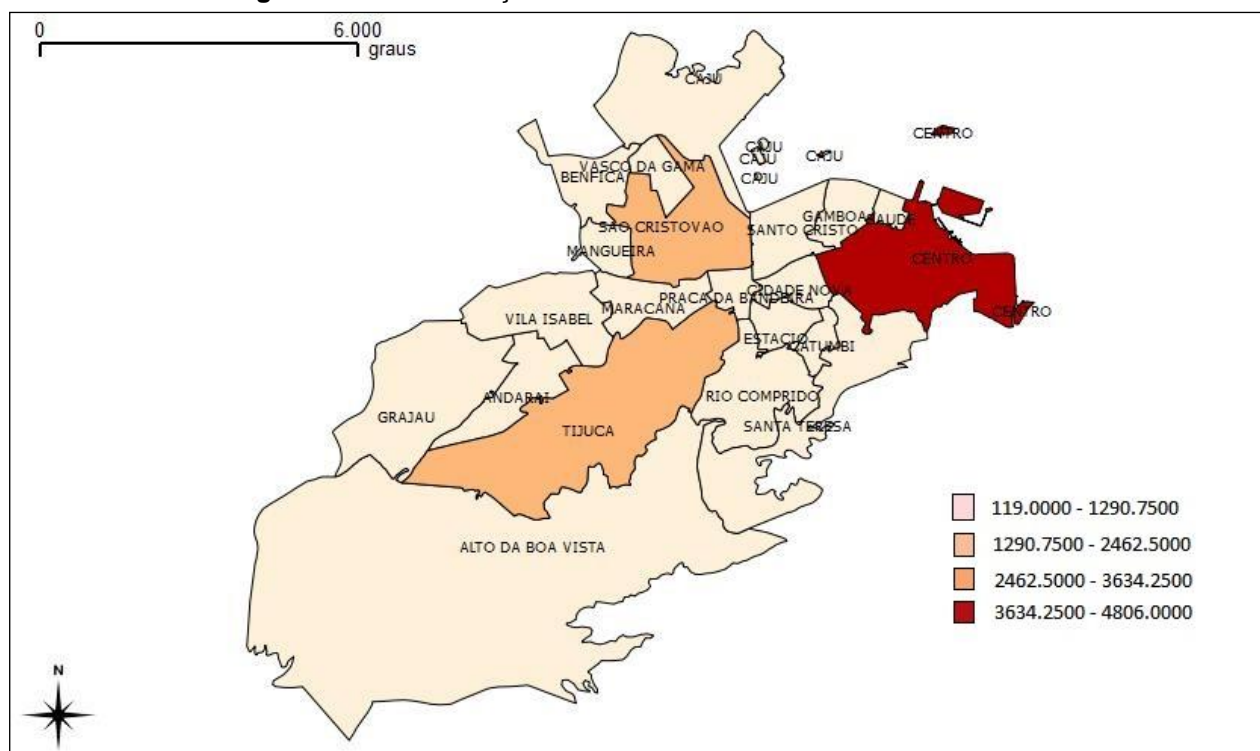 0 6.000
graus
CAJU
CENTRO
CAJU
CAJU
CAJU
CAJU
VASCO DA GAMA
BENFICA
GAMBOA
SAUDE
SAO CRISTOVAO
SANTO CRISTO
MANGUEIRA
CENTRO
CIDADE NOVA
PRACA DA BANDEIRA
MARACANA
CENTRO
VILA ISABEL
ESTACIO
CATUMBI
RIO COMPRIDO
ANDARAI
GRAJAU
TIJUCA
SANTA TERESA
119.0000 - 1290.7500
1290.7500 - 2462.5000
2462.5000 - 3634.2500
3634.2500 - 4806.0000
ALTO DA BOA VISTA
N